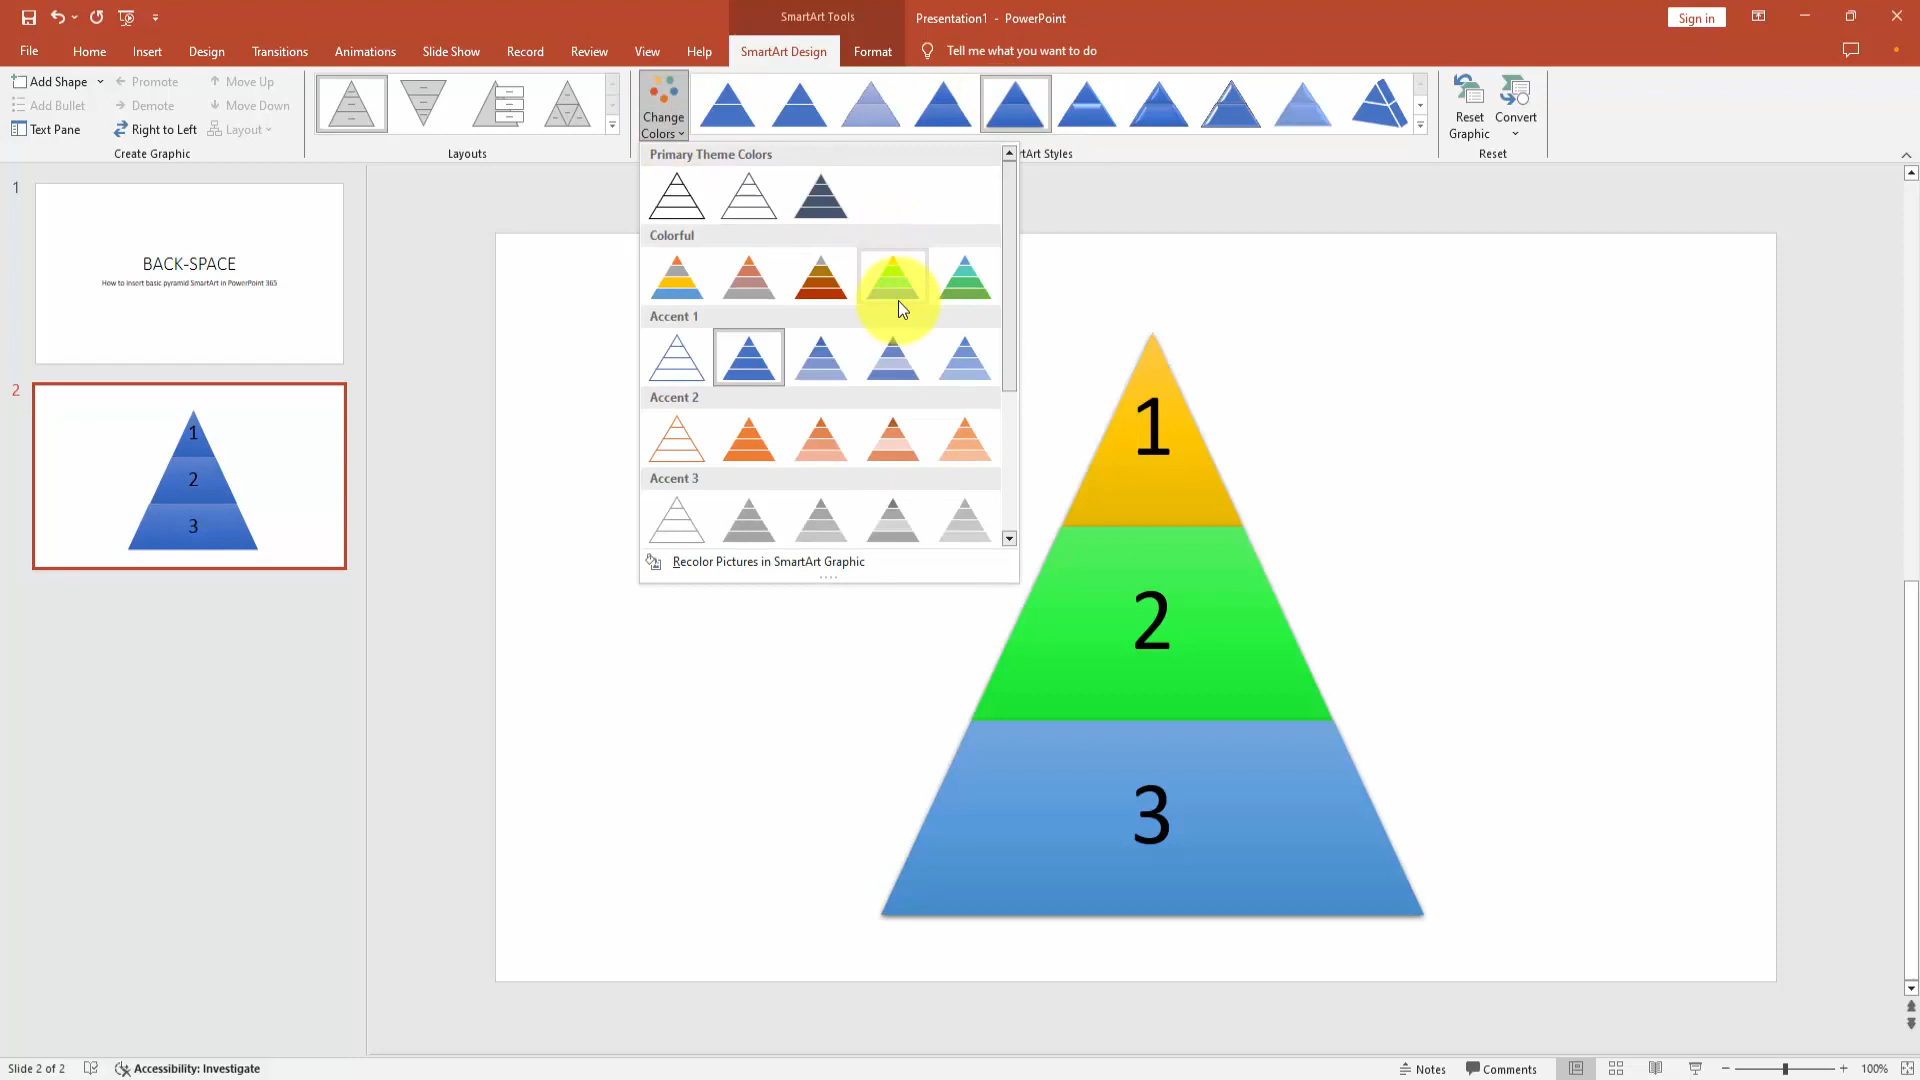 SmartArt Tools
Presentation1 - PowerPoint
Sign in
File Home Insert Design Transitions Animations Slide Show Record Review View Help SmartArt Design Format Tell me what you want to do
Add Shape Promote Move Up
Add Bullet Demote Move Down
Text Pane Right to Left Layout
Create Graphic
Layouts
Change
Colors
tArt Styles
Reset
Graphic
Convert
Reset
Primary Theme Colors
Colorful
Accent 1
Accent 2
Accent 3
Recolor Pictures in SmartArt Graphic
1
BACK-SPACE
How to insert basic pyramid SmartArt in PowerPoint 365
2
1
2
3
1
2
3
Slide 2 of 2 Accessibility: Investigate Notes Comments 100%